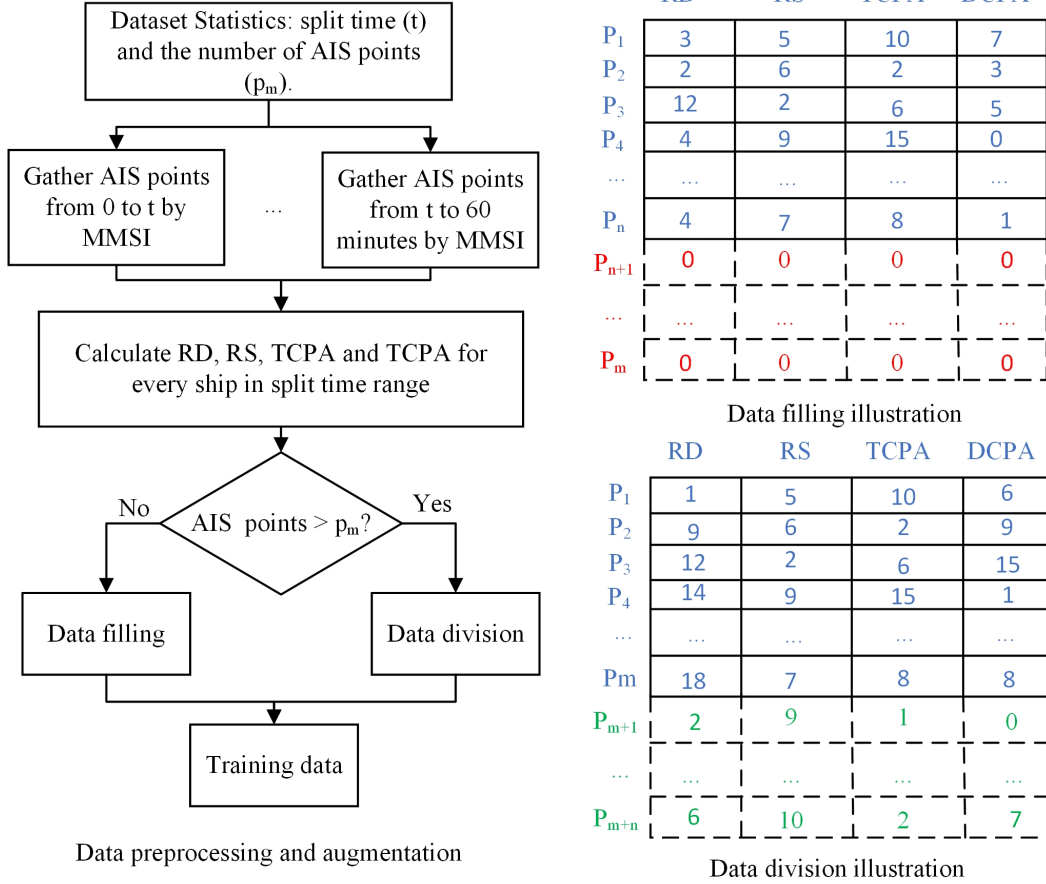 Dataset Statistics: split time (t)
and the number of AIS points
(pm).
Gather AIS points
from 0 to t by
MMSI
...
Gather AIS points
from t to 60
minutes by MMSI
Calculate RD, RS, TCPA and TCPA for
every ship in split time range
No
AIS points > pm?
Yes
Data filling
Data division
Training data
Data preprocessing and augmentation
RD RS TCPA DCPA
P1 3 5 10 7
P2 2 6 2 3
P3 12 2 6 5
P4 4 9 15 0
... ... ... ... ...
Pn 4 7 8 1
Pn+1 0 0 0 0
... ... ... ... ...
Pm 0 0 0 0
Data filling illustration
RD RS TCPA DCPA
P1 1 5 10 6
P2 9 6 2 9
P3 12 2 6 15
P4 14 9 15 1
... ... ... ... ...
Pm 18 7 8 8
Pm+1 2 9 1 0
... ... ... ... ...
Pm+n 6 10 2 7
Data division illustration